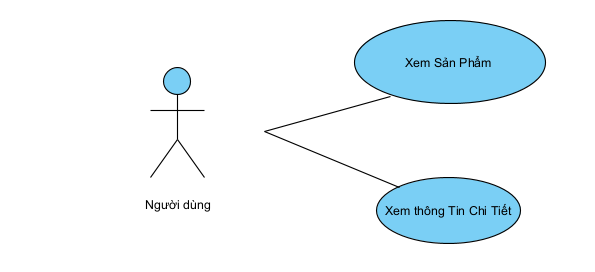 Xem Sản Phẩm
Người dùng
Xem thông Tin Chi Tiết